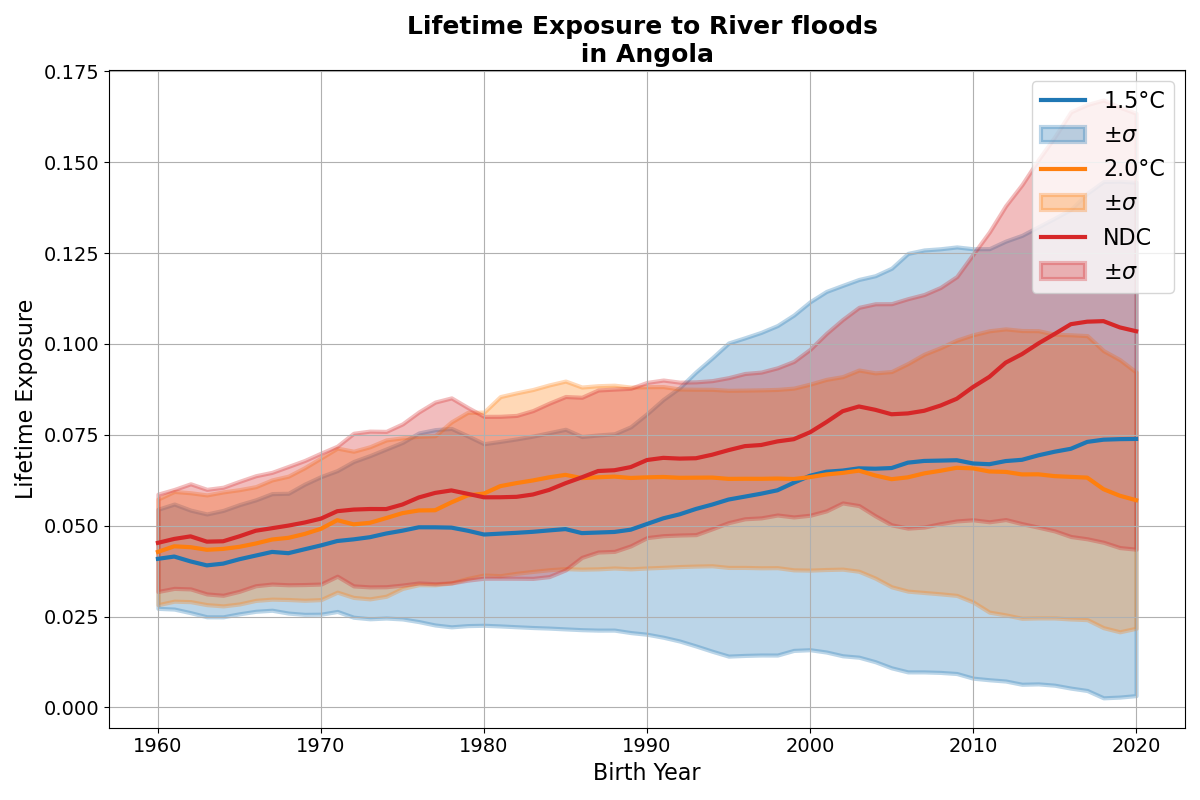 Lifetime Exposure to River floods
in Angola
Lifetime Exposure
0.175
0.150
0.125
0.100
0.075
0.050
0.025
0.000
1.5°C
±σ
2.0°C
±σ
NDC
±σ
1960
1970
1980
1990
2000
2010
2020
Birth Year